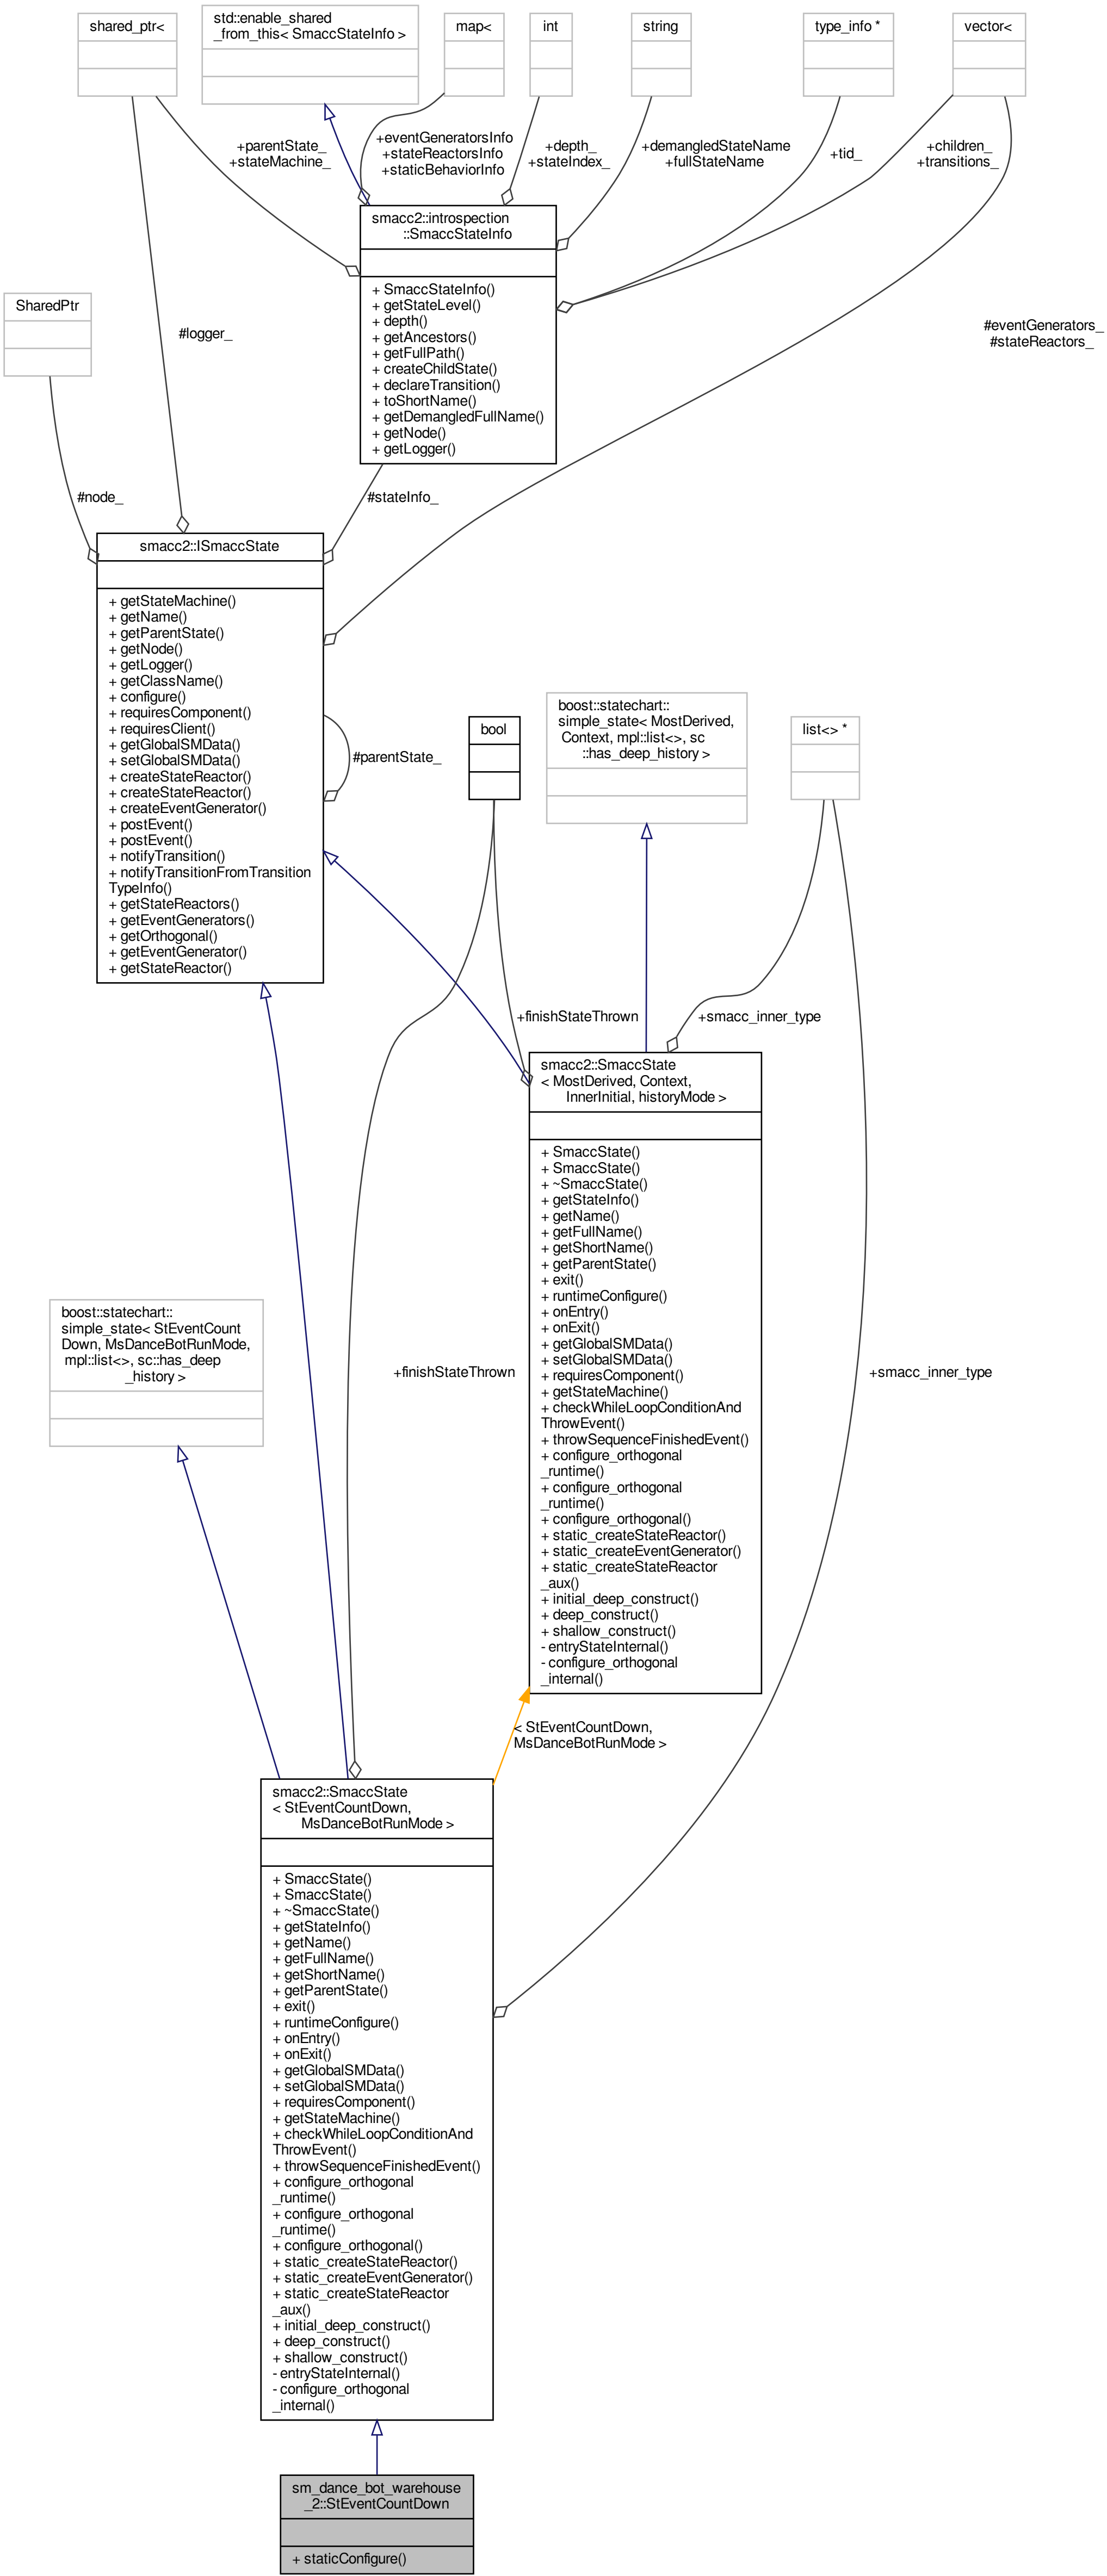 shared_ptr<
std::enable_shared
_from_this< SmaccStateInfo >
map<
int
string
type_info *
vector<
+parentState_
+stateMachine_
+eventGeneratorsInfo
+stateReactorsInfo
+staticBehaviorInfo
+depth_
+stateIndex_
+demangledStateName
+fullStateName
+tid_
+children_
+transitions_
smacc2::introspection
::SmaccStateInfo
+ SmaccStateInfo()
+ getStateLevel()
+ depth()
+ getAncestors()
+ getFullPath()
+ createChildState()
+ declareTransition()
+ toShortName()
+ getDemangledFullName()
+ getNode()
+ getLogger()
SharedPtr
#logger_
#eventGenerators_
#stateReactors_
#node_
#stateInfo_
smacc2::ISmaccState
+ getStateMachine()
+ getName()
+ getParentState()
+ getNode()
+ getLogger()
+ getClassName()
+ configure()
+ requiresComponent()
+ requiresClient()
+ getGlobalSMData()
+ setGlobalSMData()
+ createStateReactor()
+ createStateReactor()
+ createEventGenerator()
+ postEvent()
+ postEvent()
+ notifyTransition()
+ notifyTransitionFromTransition
TypeInfo()
+ getStateReactors()
+ getEventGenerators()
+ getOrthogonal()
+ getEventGenerator()
+ getStateReactor()
#parentState_
bool
boost::statechart::
simple_state< MostDerived,
Context, mpl::list<>, sc
::has_deep_history >
list<> *
+finishStateThrown
+smacc_inner_type
smacc2::SmaccState
< MostDerived, Context,
InnerInitial, historyMode >
+ SmaccState()
+ SmaccState()
+ ~SmaccState()
+ getStateInfo()
+ getName()
+ getFullName()
+ getShortName()
+ getParentState()
+ exit()
+ runtimeConfigure()
+ onEntry()
+ onExit()
+ getGlobalSMData()
+ setGlobalSMData()
+ requiresComponent()
+ getStateMachine()
+ checkWhileLoopConditionAnd
ThrowEvent()
+ throwSequenceFinishedEvent()
+ configure_orthogonal
_runtime()
+ configure_orthogonal
_runtime()
+ configure_orthogonal()
+ static_createStateReactor()
+ static_createEventGenerator()
+ static_createStateReactor
_aux()
+ initial_deep_construct()
+ deep_construct()
+ shallow_construct()
- entryStateInternal()
- configure_orthogonal
_internal()
boost::statechart::
simple_state< StEventCount
Down, MsDanceBotRunMode,
mpl::list<>, sc::has_deep
_history >
+finishStateThrown
+smacc_inner_type
< StEventCountDown,
MsDanceBotRunMode >
smacc2::SmaccState
< StEventCountDown,
MsDanceBotRunMode >
+ SmaccState()
+ SmaccState()
+ ~SmaccState()
+ getStateInfo()
+ getName()
+ getFullName()
+ getShortName()
+ getParentState()
+ exit()
+ runtimeConfigure()
+ onEntry()
+ onExit()
+ getGlobalSMData()
+ setGlobalSMData()
+ requiresComponent()
+ getStateMachine()
+ checkWhileLoopConditionAnd
ThrowEvent()
+ throwSequenceFinishedEvent()
+ configure_orthogonal
_runtime()
+ configure_orthogonal
_runtime()
+ configure_orthogonal()
+ static_createStateReactor()
+ static_createEventGenerator()
+ static_createStateReactor
_aux()
+ initial_deep_construct()
+ deep_construct()
+ shallow_construct()
- entryStateInternal()
- configure_orthogonal
_internal()
sm_dance_bot_warehouse
_2::StEventCountDown
+ staticConfigure()